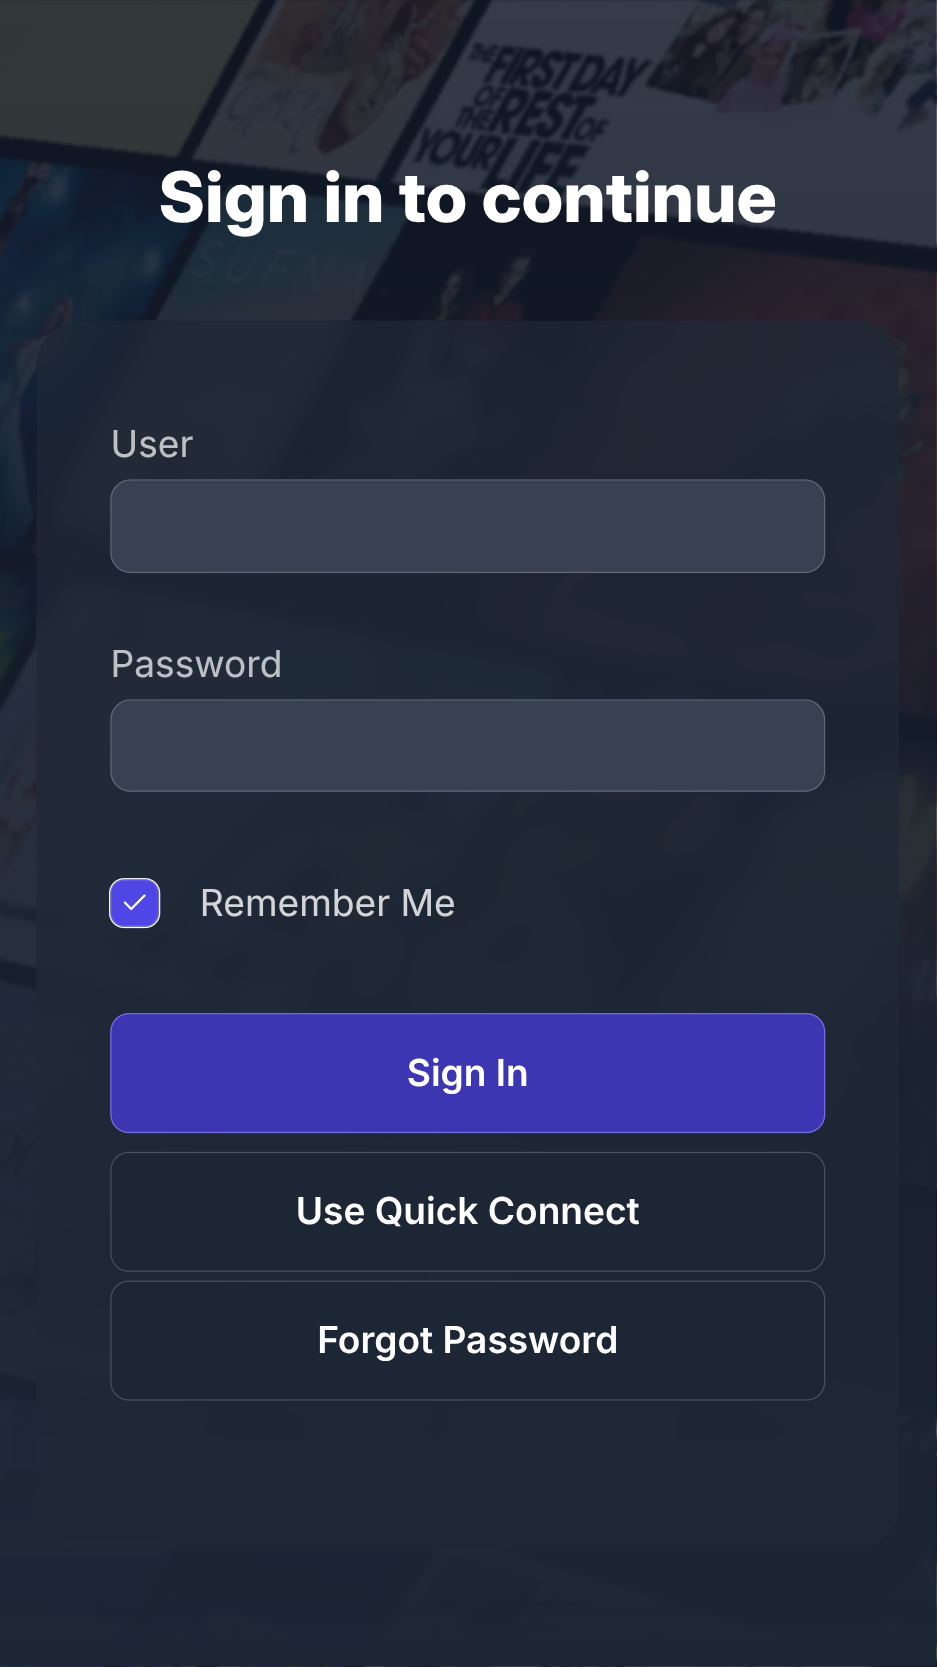 THE
FIRST DAY
OF
THE REST OF
YOUR LIFE
Sign in to continue
SUFNA
User
Password
Remember Me
Sign In
Use Quick Connect
Forgot Password